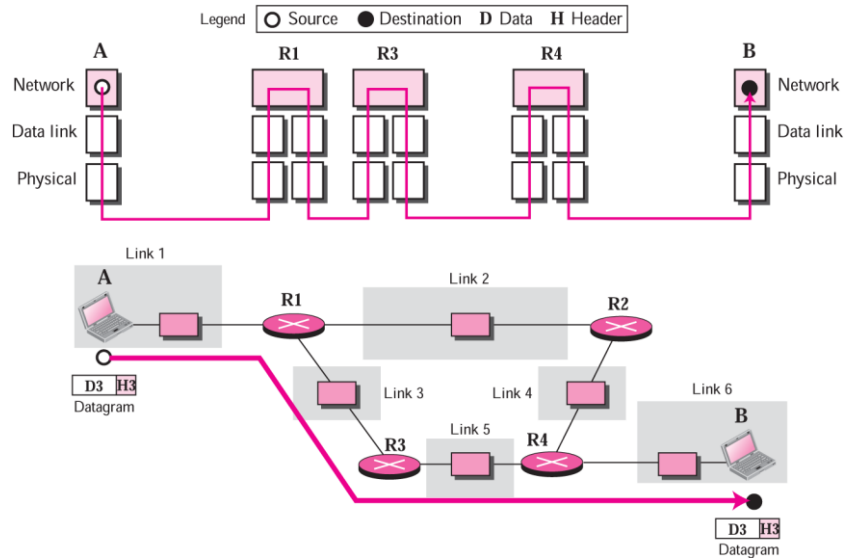 Legend Source Destination D Data H Header
A R1 R3 R4 B
Network Network
Data link Data link
Physical Physical
Link 1
A
Link 2
R1 R2
D3 H3
Datagram
Link 3
Link 4
Link 6
B
R3
Link 5
R4
D3 H3
Datagram